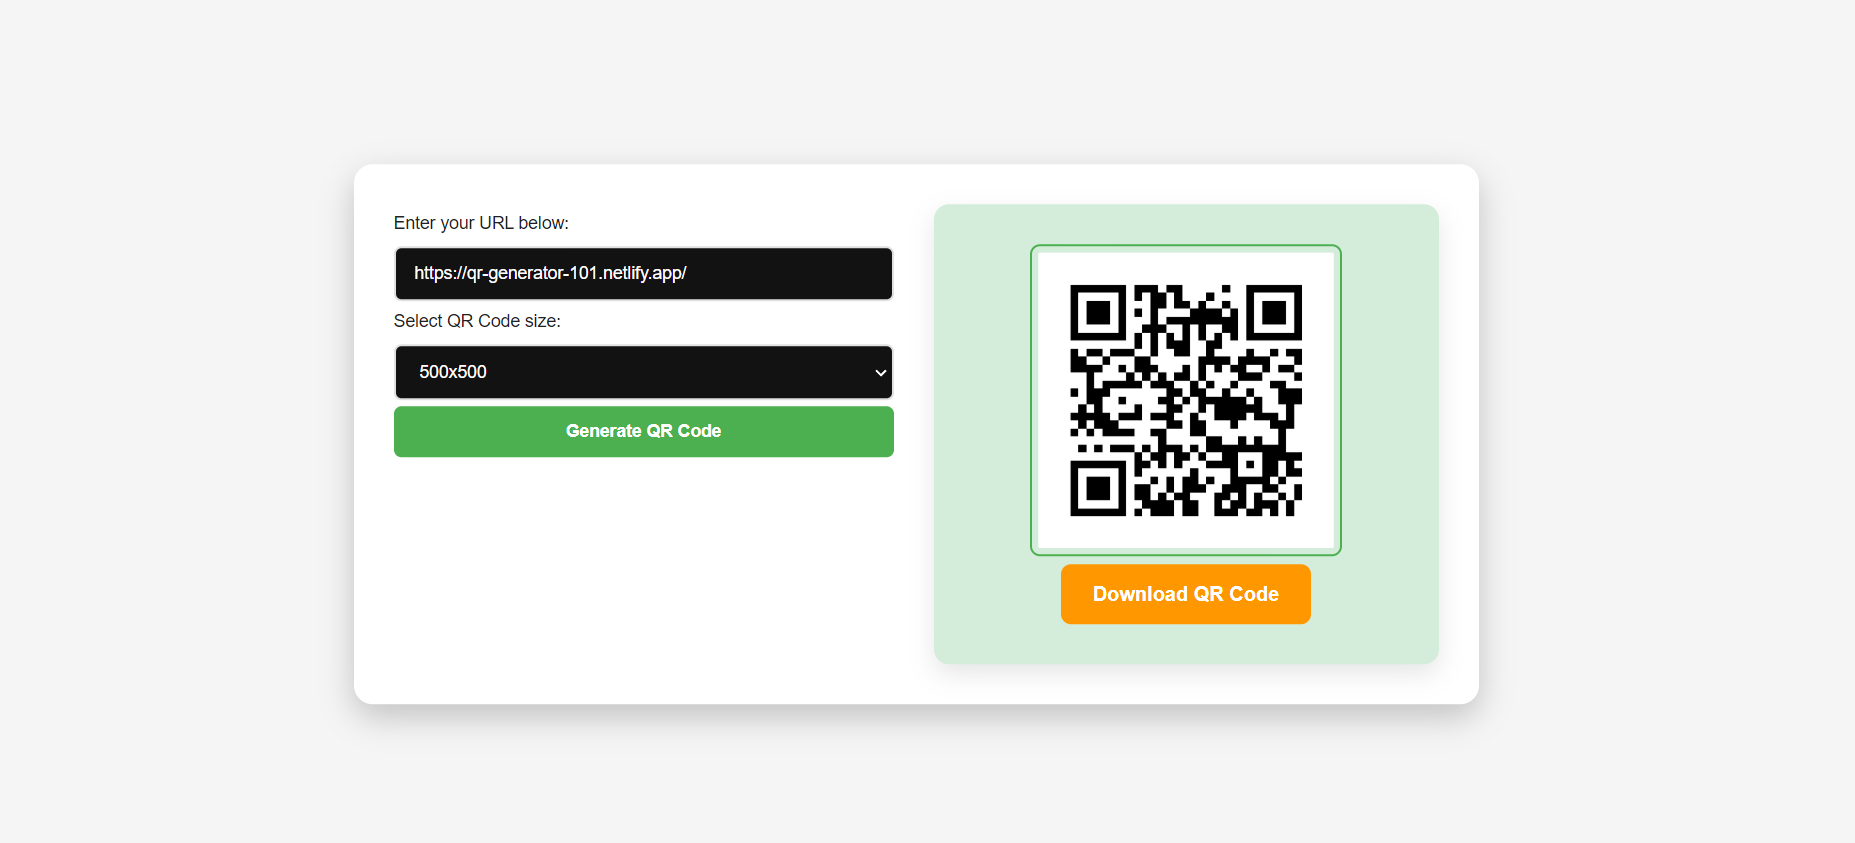 Enter your URL below:
https://qr-generator-101.netlify.app/
Select QR Code size:
500x500
Generate QR Code
Download QR Code